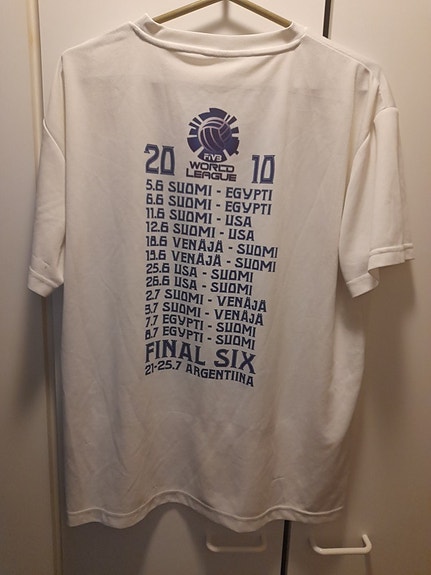 FIVB
WORLD
LEAGUE
20 10
5.6 SUOMI - EGYPTI
6.6 SUOMI - EGYPTI
11.6 SUOMI - USA
12.6 SUOMI - USA
18.6 VENÄJÄ - SUOMI
19.6 VENÄJÄ - SUOMI
25.6 USA - SUOMI
26.6 USA - SUOMI
2.7 SUOMI - VENÄJÄ
3.7 SUOMI - VENÄJÄ
7.7 EGYPTI - SUOMI
8.7 EGYPTI - SUOMI
FINAL SIX
21-25.7 ARGENTIINA